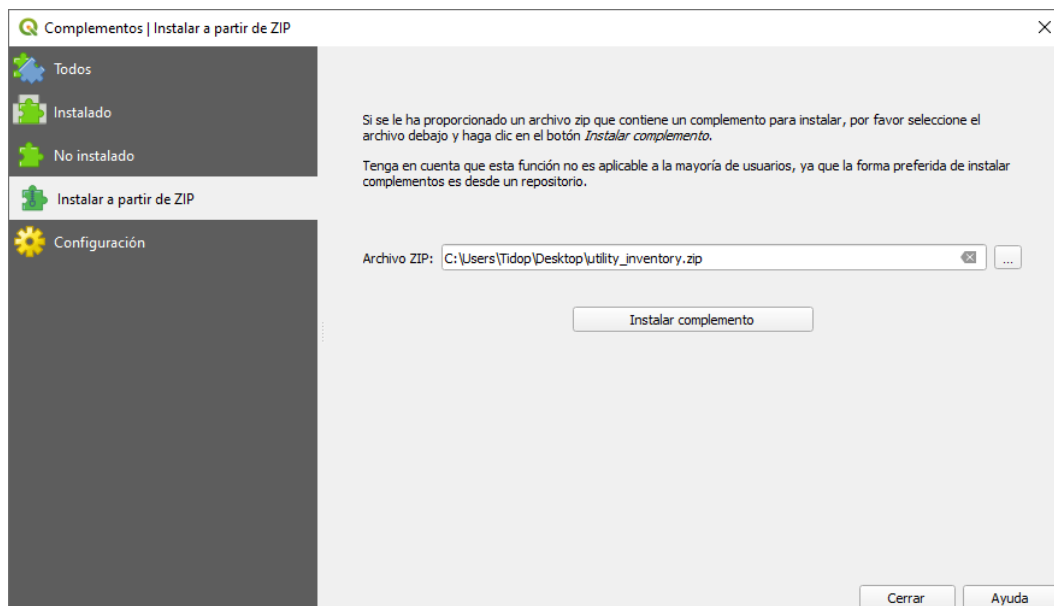 Complementos | Instalar a partir de ZIP
Todos
Instalado
No instalado
Instalar a partir de ZIP
Configuración
Si se le ha proporcionado un archivo zip que contiene un complemento para instalar, por favor seleccione el
archivo debajo y haga clic en el botón Instalar complemento.
Tenga en cuenta que esta función no es aplicable a la mayoría de usuarios, ya que la forma preferida de instalar
complementos es desde un repositorio.
Archivo ZIP: C:\Users\Tidop\Desktop\utility_inventory.zip ...
Instalar complemento
Cerrar Ayuda